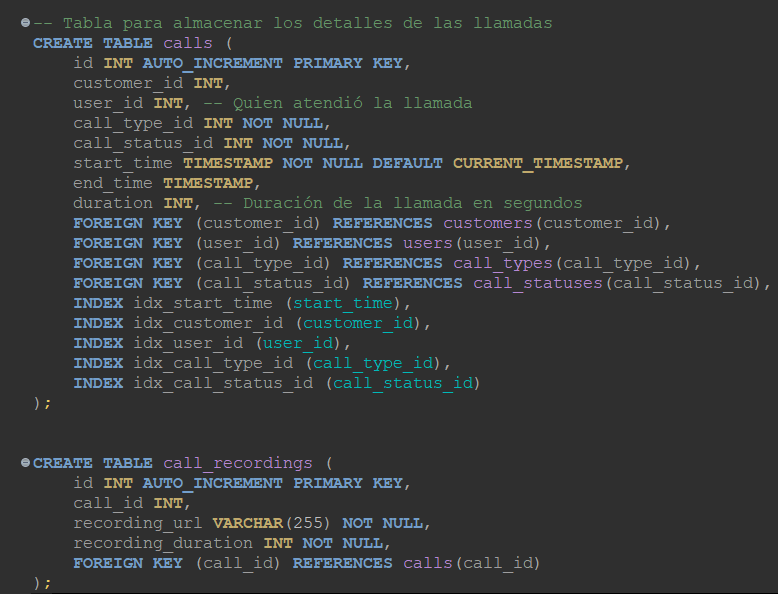 -- Tabla para almacenar los detalles de las llamadas
CREATE TABLE calls (
id INT AUTO_INCREMENT PRIMARY KEY,
customer_id INT,
user_id INT, -- Quien atendió la llamada
call_type_id INT NOT NULL,
call_status_id INT NOT NULL,
start_time TIMESTAMP NOT NULL DEFAULT CURRENT_TIMESTAMP,
end_time TIMESTAMP,
duration INT, -- Duración de la llamada en segundos
FOREIGN KEY (customer_id) REFERENCES customers(customer_id),
FOREIGN KEY (user_id) REFERENCES users(user_id),
FOREIGN KEY (call_type_id) REFERENCES call_types(call_type_id),
FOREIGN KEY (call_status_id) REFERENCES call_statuses(call_status_id),
INDEX idx_start_time (start_time),
INDEX idx_customer_id (customer_id),
INDEX idx_user_id (user_id),
INDEX idx_call_type_id (call_type_id),
INDEX idx_call_status_id (call_status_id)
);
CREATE TABLE call_recordings (
id INT AUTO_INCREMENT PRIMARY KEY,
call_id INT,
recording_url VARCHAR(255) NOT NULL,
recording_duration INT NOT NULL,
FOREIGN KEY (call_id) REFERENCES calls(call_id)
);